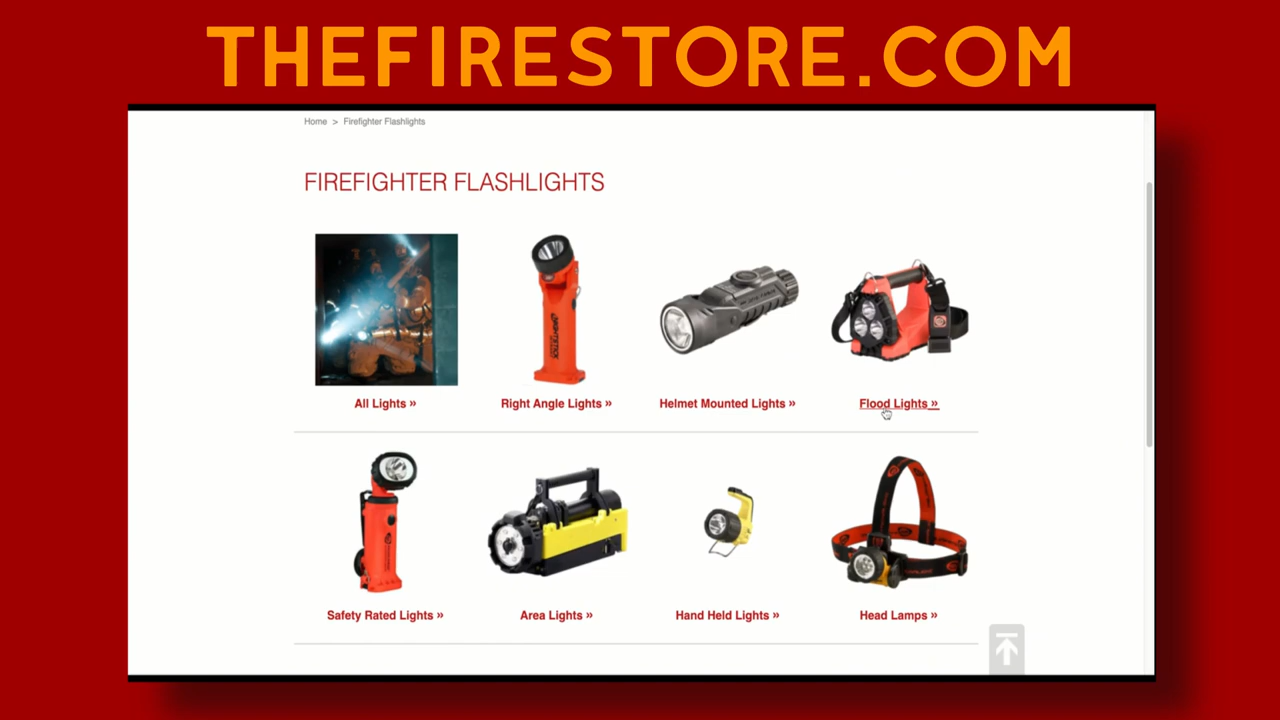 THEFIRESTORE.COM
Home > Firefighter Flashlights
FIREFIGHTER FLASHLIGHTS
All Lights »
Right Angle Lights »
Helmet Mounted Lights »
Flood Lights »
Safety Rated Lights »
Area Lights »
Hand Held Lights »
Head Lamps »